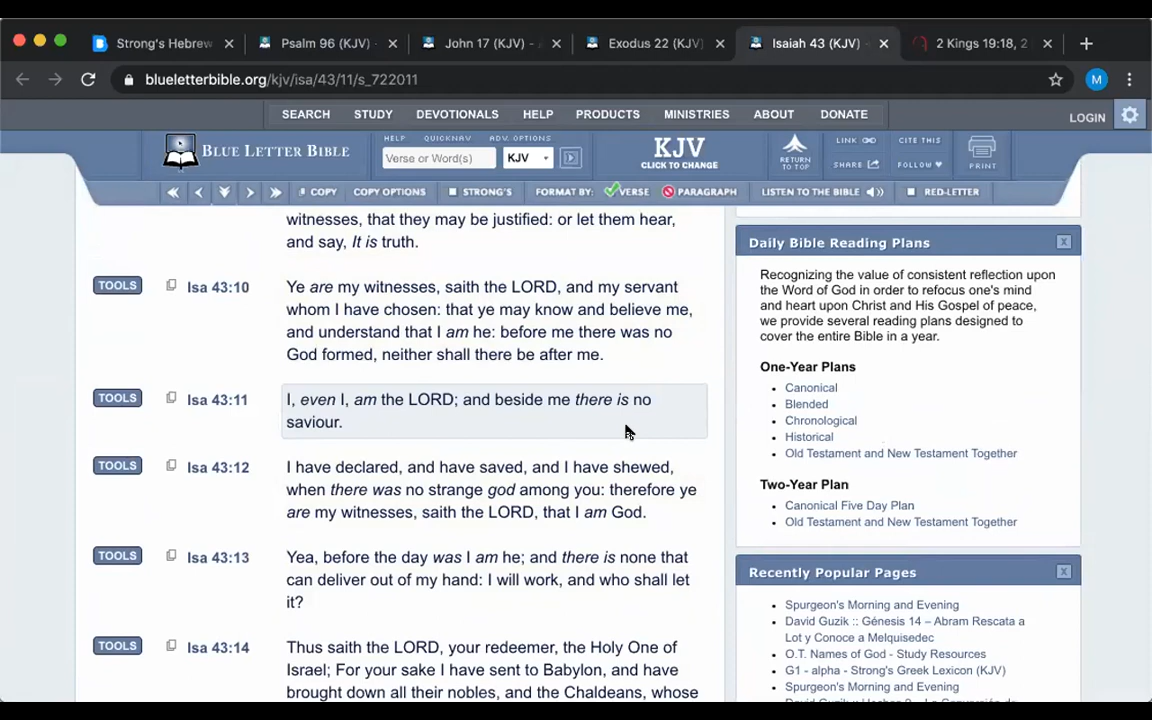 Strong's Hebrew
Psalm 96 (KJV) -
John 17 (KJV) -
Exodus 22 (KJV)
Isaiah 43 (KJV)
2 Kings 19:18, 2
blueletterbible.org/kjv/isa/43/11/s_722011
M
SEARCH STUDY DEVOTIONALS HELP PRODUCTS MINISTRIES ABOUT DONATE
LOGIN
BLUE LETTER BIBLE
HELP QUICKNAV ADV. OPTIONS
Verse or Word(s) KJV
KJV
CLICK TO CHANGE
RETURN
TO TOP
LINK CITE THIS
SHARE FOLLOW
PRINT
COPY COPY OPTIONS STRONG'S FORMAT BY: VERSE PARAGRAPH LISTEN TO THE BIBLE RED-LETTER
witnesses, that they may be justified: or let them hear,
and say, It is truth.
TOOLS Isa 43:10 Ye are my witnesses, saith the LORD, and my servant
whom I have chosen: that ye may know and believe me,
and understand that I am he: before me there was no
God formed, neither shall there be after me.
TOOLS Isa 43:11 I, even I, am the LORD; and beside me there is no
saviour.
TOOLS Isa 43:12 I have declared, and have saved, and I have shewed,
when there was no strange god among you: therefore ye
are my witnesses, saith the LORD, that I am God.
TOOLS Isa 43:13 Yea, before the day was I am he; and there is none that
can deliver out of my hand: I will work, and who shall let
it?
TOOLS Isa 43:14 Thus saith the LORD, your redeemer, the Holy One of
Israel; For your sake I have sent to Babylon, and have
brought down all their nobles, and the Chaldeans, whose
Daily Bible Reading Plans
Recognizing the value of consistent reflection upon
the Word of God in order to refocus one's mind
and heart upon Christ and His Gospel of peace,
we provide several reading plans designed to
cover the entire Bible in a year.
One-Year Plans
Canonical
Blended
Chronological
Historical
Old Testament and New Testament Together
Two-Year Plan
Canonical Five Day Plan
Old Testament and New Testament Together
Recently Popular Pages
Spurgeon's Morning and Evening
David Guzik :: Génesis 14 – Abram Rescata a
Lot y Conoce a Melquisedec
O.T. Names of God - Study Resources
G1 - alpha - Strong's Greek Lexicon (KJV)
Spurgeon's Morning and Evening